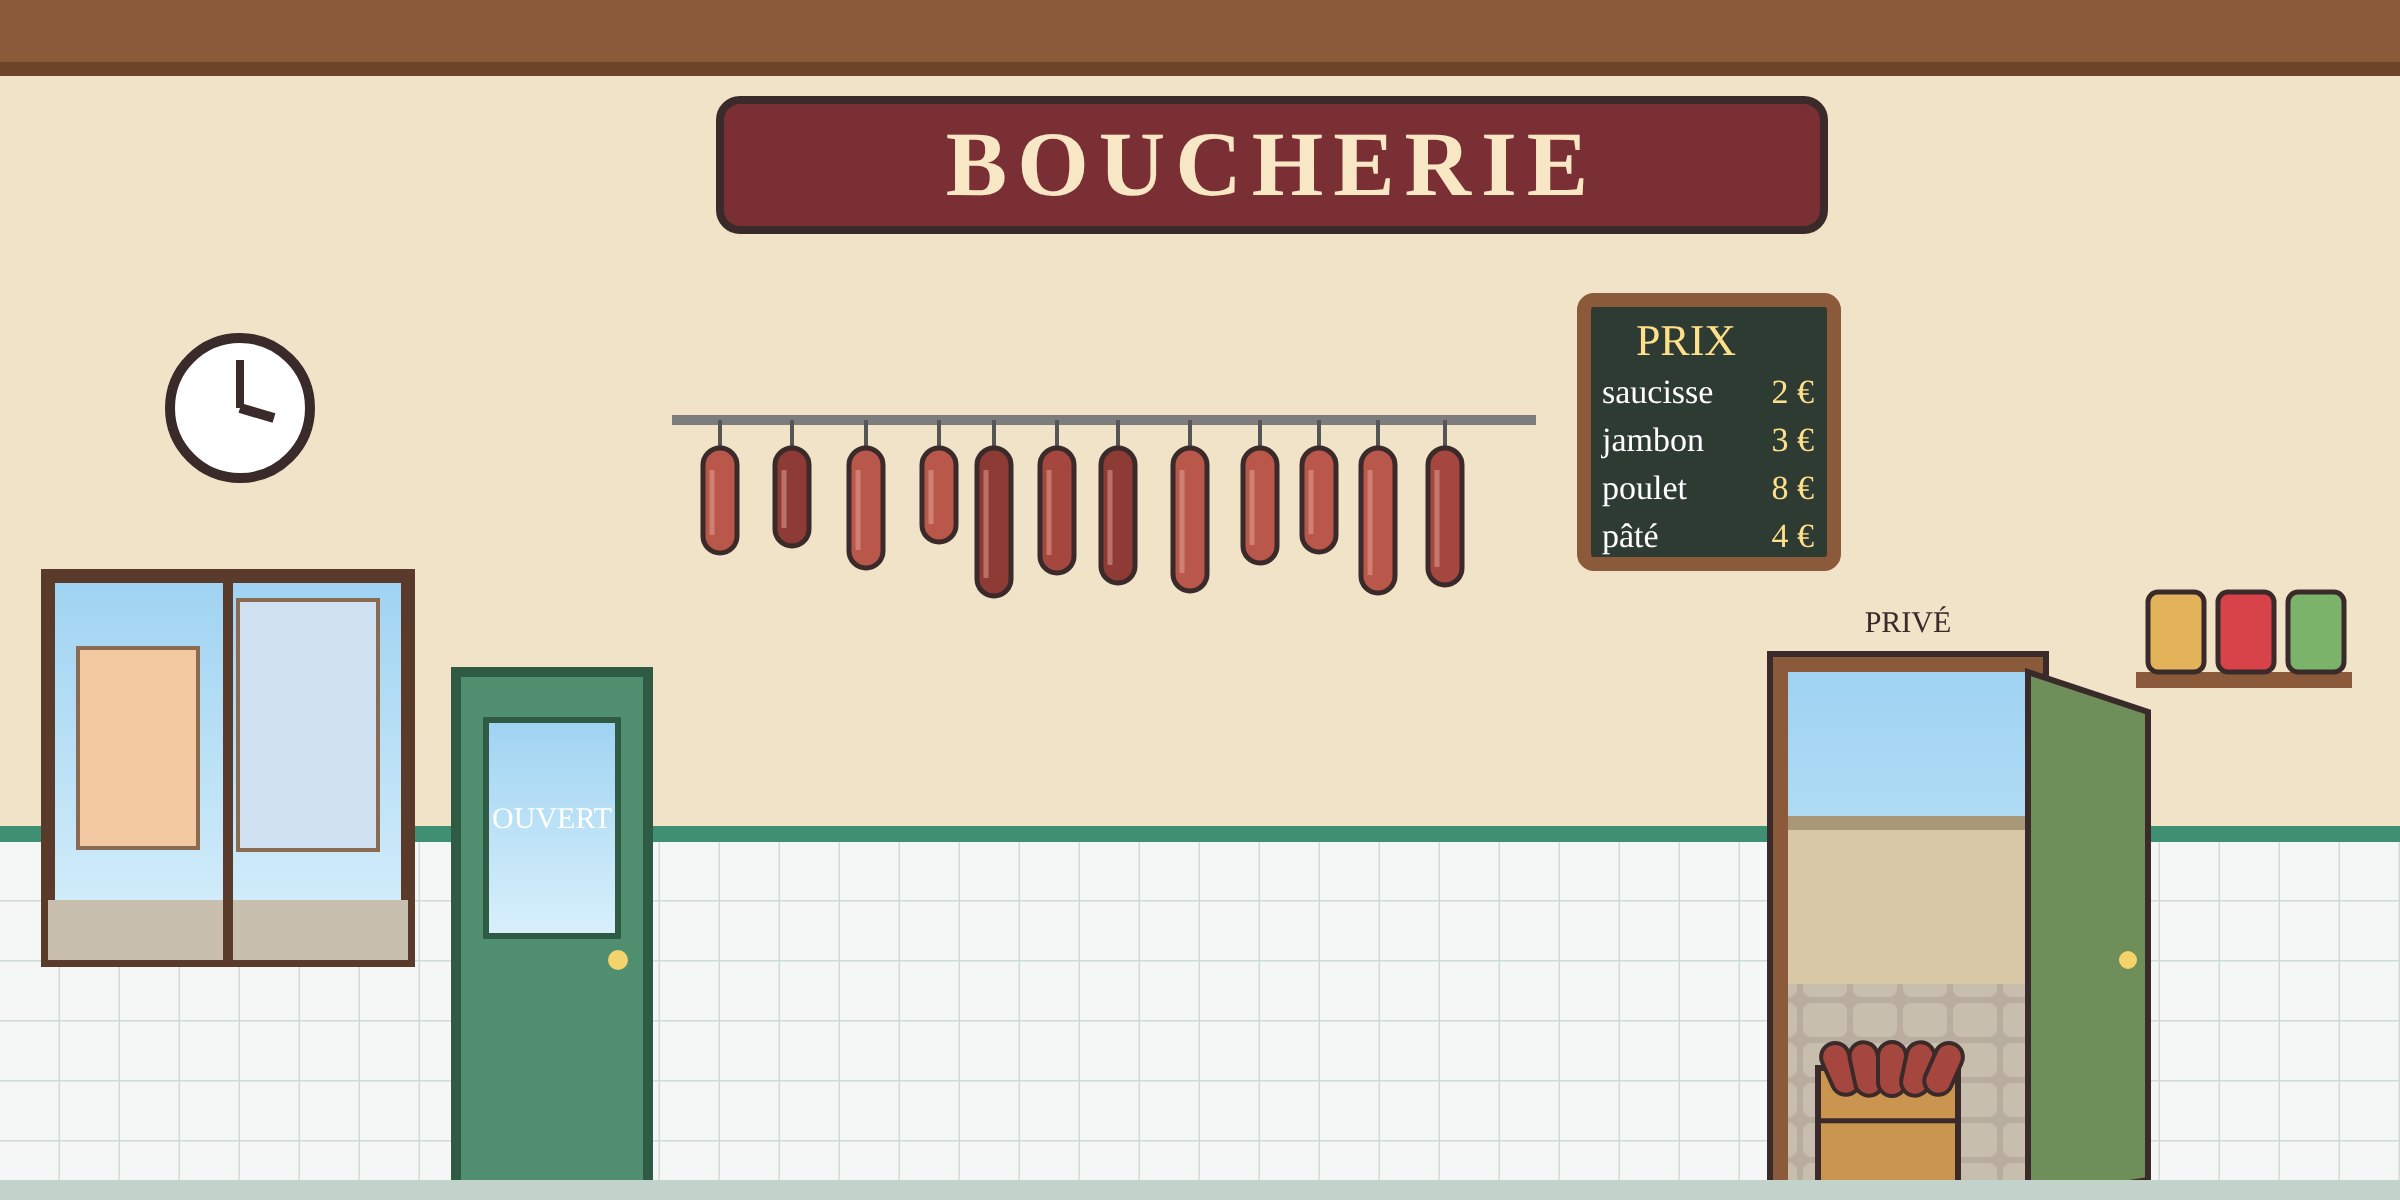 BOUCHERIE
PRIX
saucisse 2 €
jambon 3 €
poulet 8 €
pâté 4 €
PRIVÉ
OUVERT